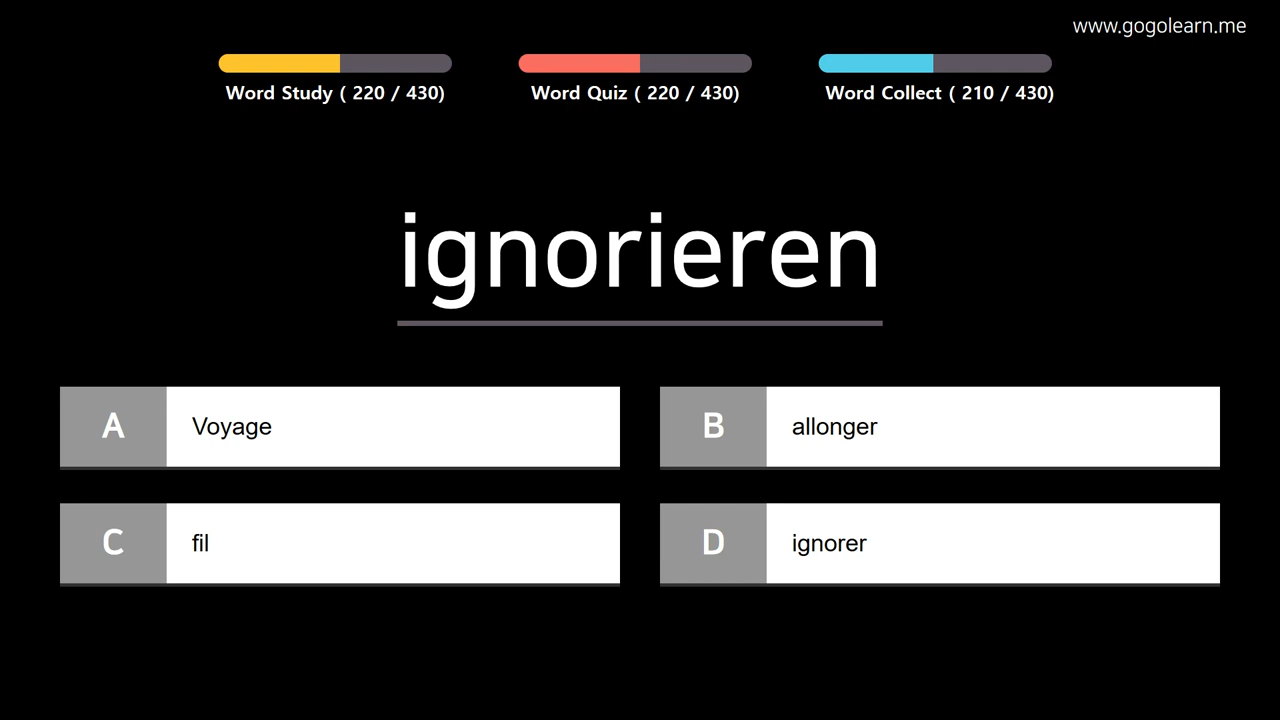 www.gogolearn.me
Word Study ( 220 / 430)
Word Quiz ( 220 / 430)
Word Collect ( 210 / 430)
ignorieren
A
Voyage
B
allonger
C
fil
D
ignorer